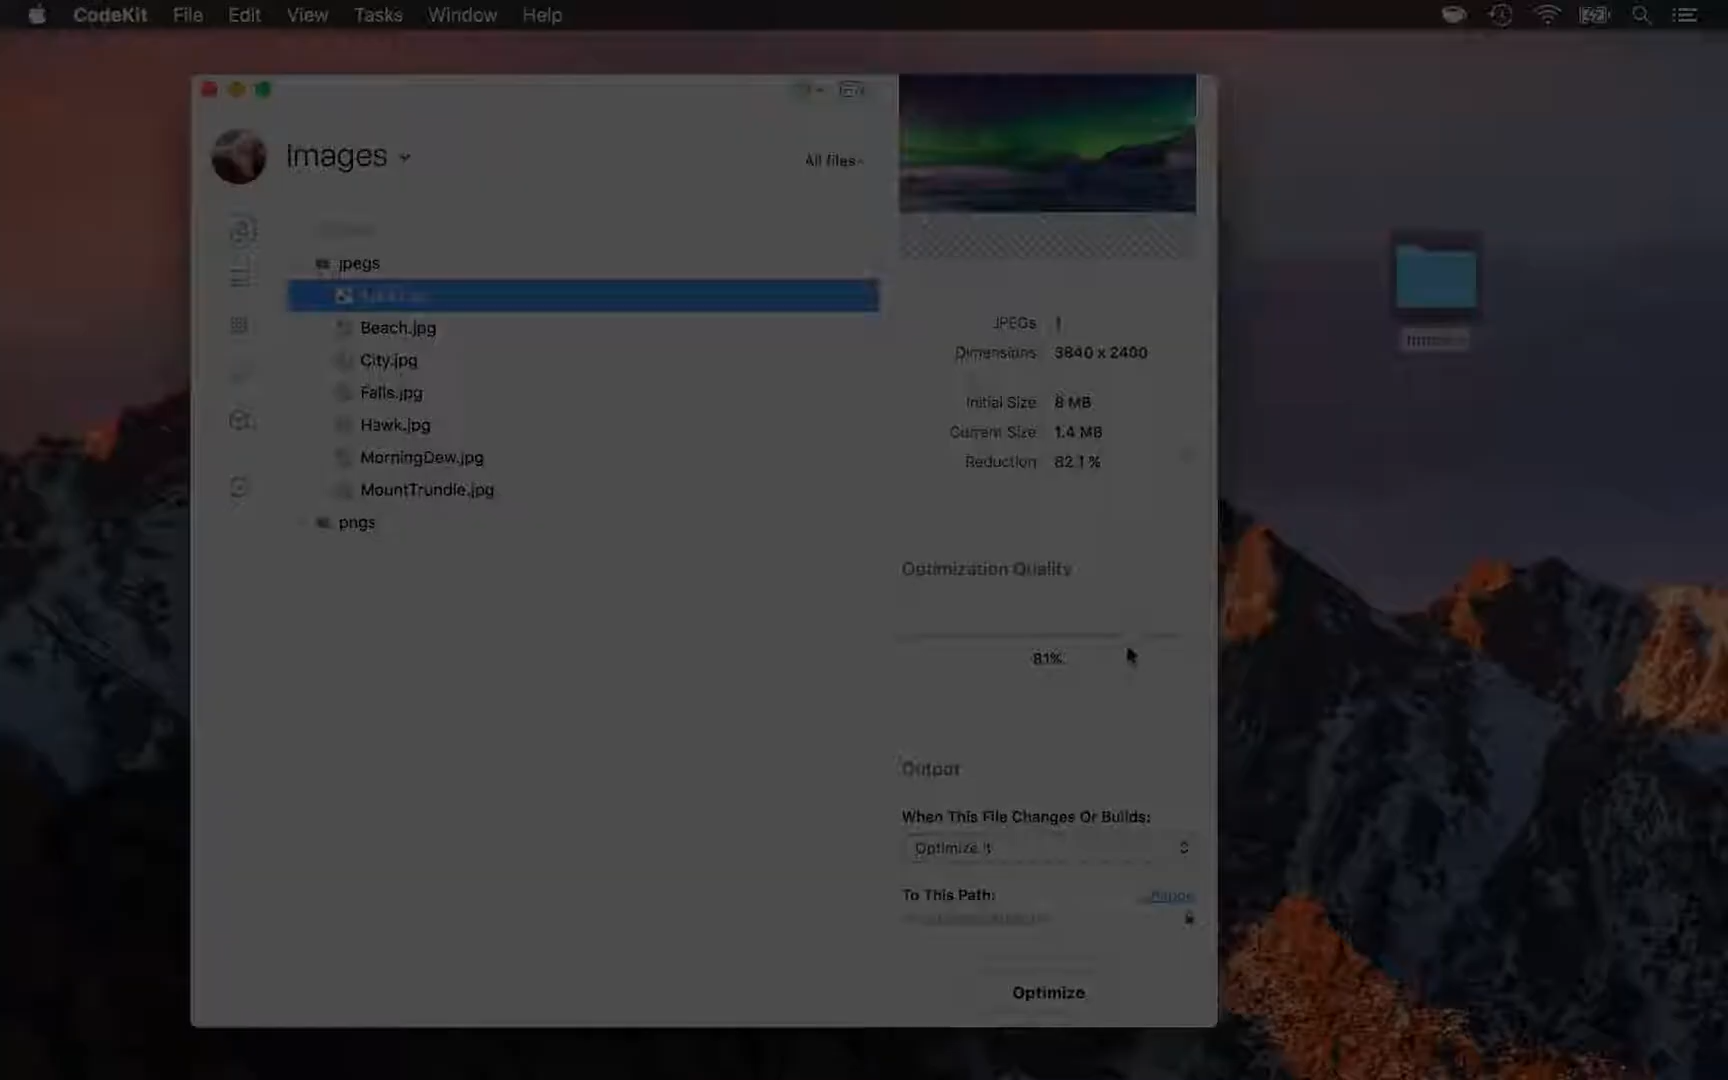 CodeKit File Edit View Tasks Window Help
Images
All files
jpegs
Beach.jpg
City.jpg
Falls.jpg
Hawk.jpg
MorningDew.jpg
MountTrundle.jpg
pngs
JPEGs 1
Dimensions 3840 x 2400
Initial Size 8 MB
Current Size 1.4 MB
Reduction 82.1 %
Optimization Quality
81%
Output
When This File Changes Or Builds:
Optimize It
To This Path:
Optimize